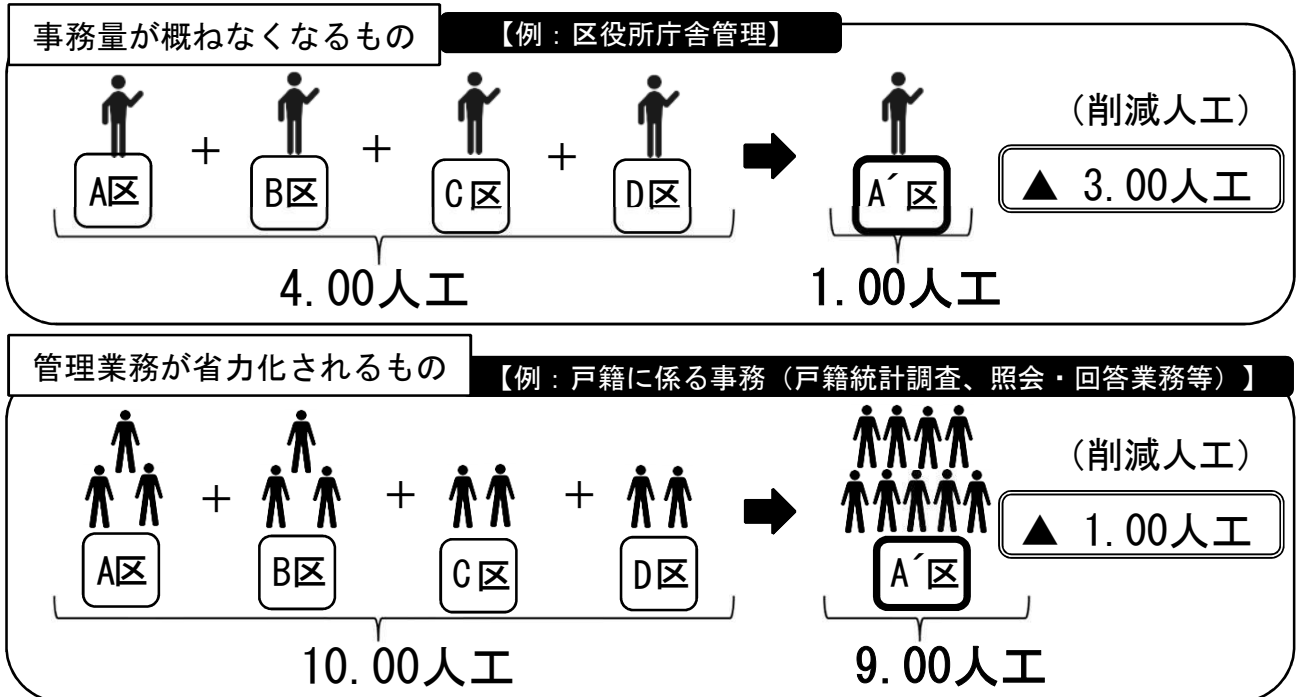 事務量が概ねなくなるもの
【例：区役所庁舎管理】
(削減人工)
A区 + B区 + C区 + D区 ➡ A´区
▲ 3.00人工
4.00人工
1.00人工
管理業務が省力化されるもの
【例：戸籍に係る事務（戸籍統計調査、照会・回答業務等）】
(削減人工)
+ + + ➡
▲ 1.00人工
A区 B区 C区 D区 A´区
10.00人工
9.00人工